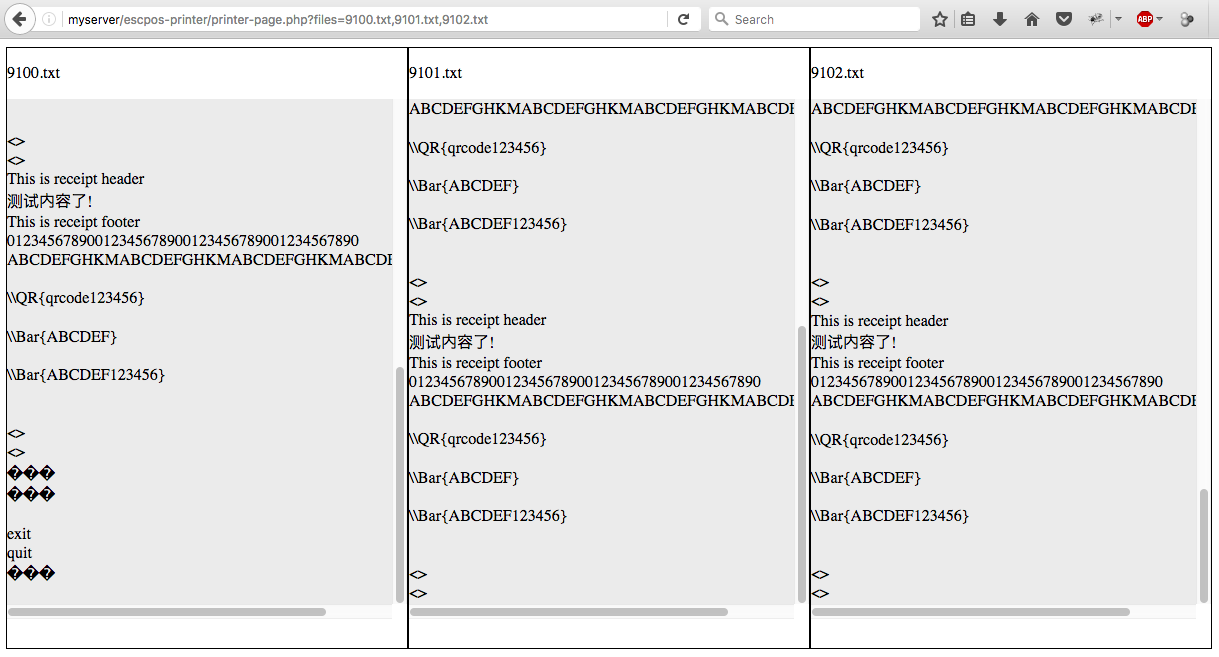 myserver/escpos-printer/printer-page.php?files=9100.txt,9101.txt,9102.txt
Search
ABP
9100.txt
<>
<>
This is receipt header
测试内容了!
This is receipt footer
01234567890012345678900123456789001234567890
ABCDEFGHKMABCDEFGHKMABCDEFGHKMABCDE
\\QR{qrcode123456}
\\Bar{ABCDEF}
\\Bar{ABCDEF123456}
<>
<>
���
���
exit
quit
���
9101.txt
ABCDEFGHKMABCDEFGHKMABCDEFGHKMABCDE
\\QR{qrcode123456}
\\Bar{ABCDEF}
\\Bar{ABCDEF123456}
<>
<>
This is receipt header
测试内容了!
This is receipt footer
01234567890012345678900123456789001234567890
ABCDEFGHKMABCDEFGHKMABCDEFGHKMABCDE
\\QR{qrcode123456}
\\Bar{ABCDEF}
\\Bar{ABCDEF123456}
<>
<>
9102.txt
ABCDEFGHKMABCDEFGHKMABCDEFGHKMABCDE
\\QR{qrcode123456}
\\Bar{ABCDEF}
\\Bar{ABCDEF123456}
<>
<>
This is receipt header
测试内容了!
This is receipt footer
01234567890012345678900123456789001234567890
ABCDEFGHKMABCDEFGHKMABCDEFGHKMABCDE
\\QR{qrcode123456}
\\Bar{ABCDEF}
\\Bar{ABCDEF123456}
<>
<>